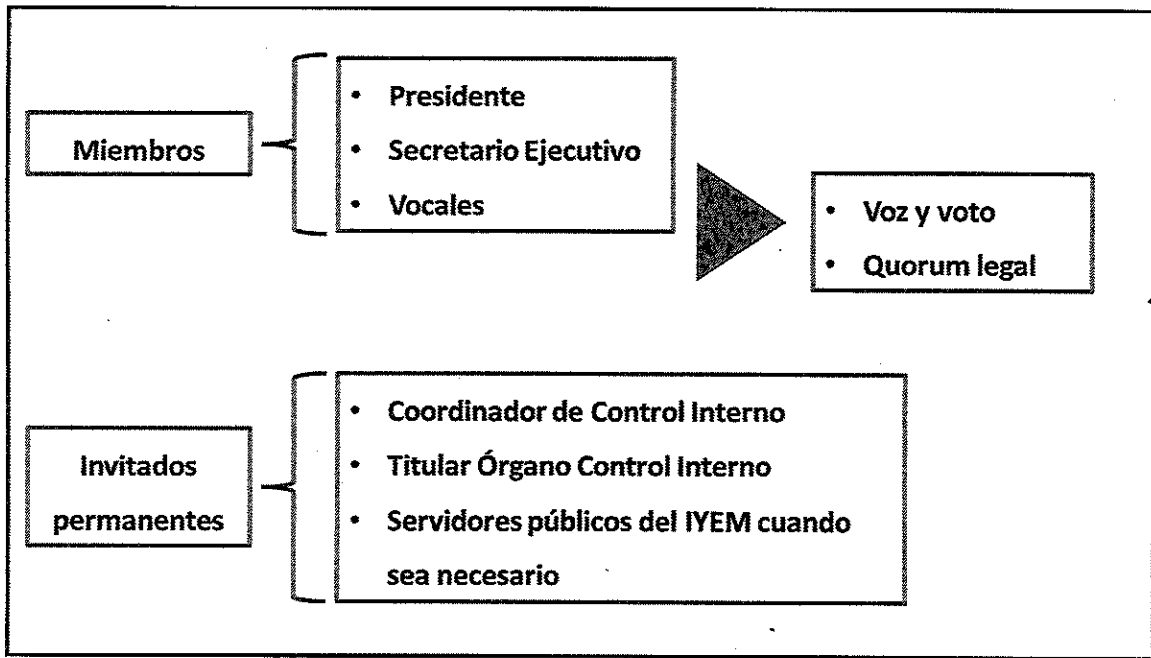 Miembros
• Presidente
• Secretario Ejecutivo
• Vocales
• Voz y voto
• Quorum legal
Invitados
permanentes
• Coordinador de Control Interno
• Titular Órgano Control Interno
• Servidores públicos del IYEM cuando
sea necesario